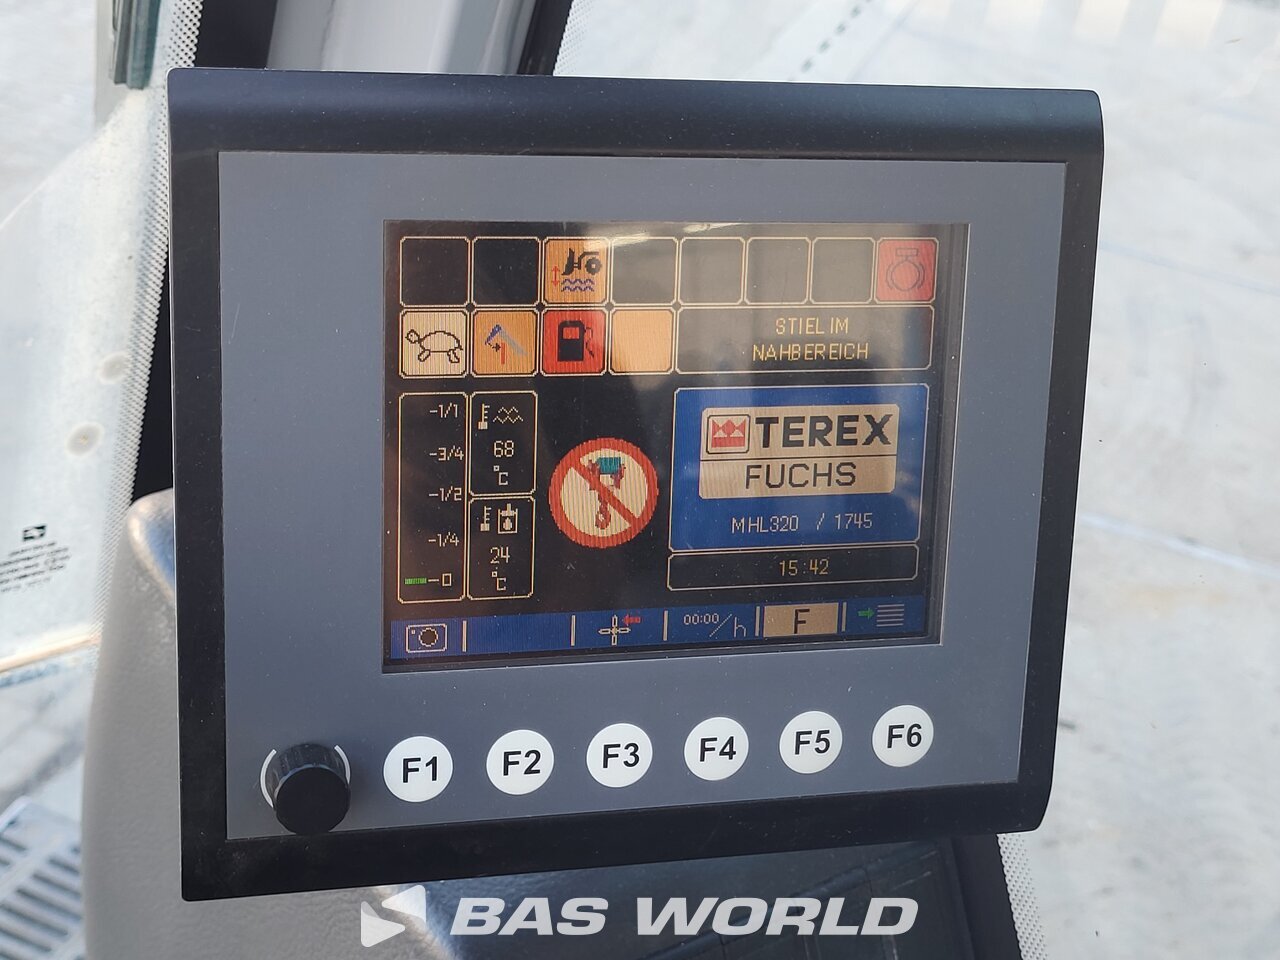 STIEL IM
NAHBEREICH
-1/1
-3/4
-1/2
-1/4
-0
68
°C
24
°C
TEREX
FUCHS
MHL320 / 1745
15:42
00:00/h
F
F1
F2
F3
F4
F5
F6
BAS WORLD